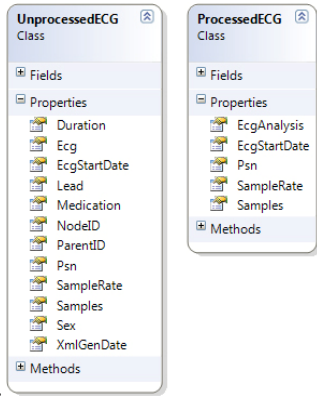 UnprocessedECG
Class
Fields
Properties
Duration
Ecg
EcgStartDate
Lead
Medication
NodeID
ParentID
Psn
SampleRate
Samples
Sex
XmlGenDate
Methods
ProcessedECG
Class
Fields
Properties
EcgAnalysis
EcgStartDate
Psn
SampleRate
Samples
Methods